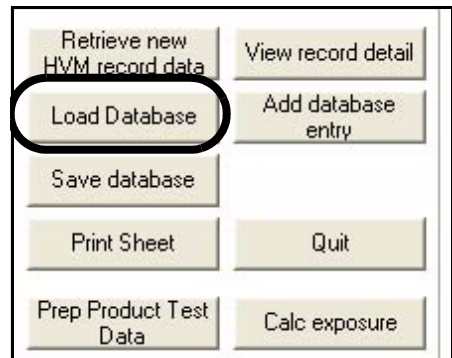 Retrieve new
HVM record data
View record detail
Load Database
Add database
entry
Save database
Print Sheet
Quit
Prep Product Test
Data
Calc exposure